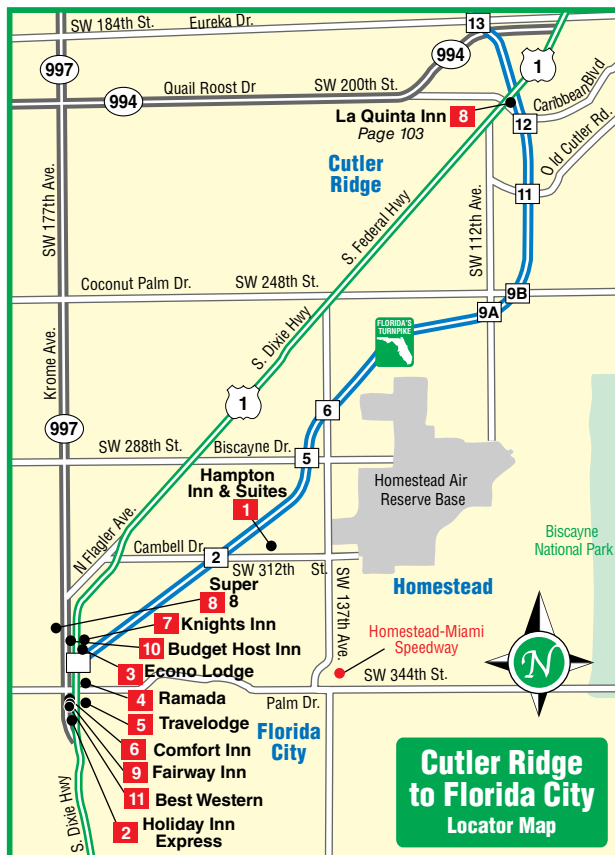 13
SW 184th St.
Eureka Dr.
997
994
1
Quail Roost Dr
SW 200th St.
994
La Quinta Inn 8
Page 103
CaribbeanBlvd
12
Cutler
Ridge
Old Cutler Rd.
SW 177th Ave.
11
S. Federal Hwy
SW 112th Ave.
Coconut Palm Dr.
SW 248th St.
9B
9A
FLORIDA'S
TURNPIKE
S. Dixie Hwy
Krome Ave.
1
6
997
SW 288th St.
Biscayne Dr.
5
Hampton
Inn & Suites
1
Homestead Air
Reserve Base
N Flagler Ave.
Biscayne
National Park
Cambell Dr.
2
SW 312th St.
Super
8 8
Homestead
SW 137th Ave.
7 Knights Inn
10 Budget Host Inn
3 Econo Lodge
Homestead-Miami
Speedway
N
SW 344th St.
4 Ramada
Palm Dr.
5 Travelodge
Florida
City
6 Comfort Inn
9 Fairway Inn
11 Best Western
2 Holiday Inn
Express
S. Dixie Hwy
Cutler Ridge
to Florida City
Locator Map